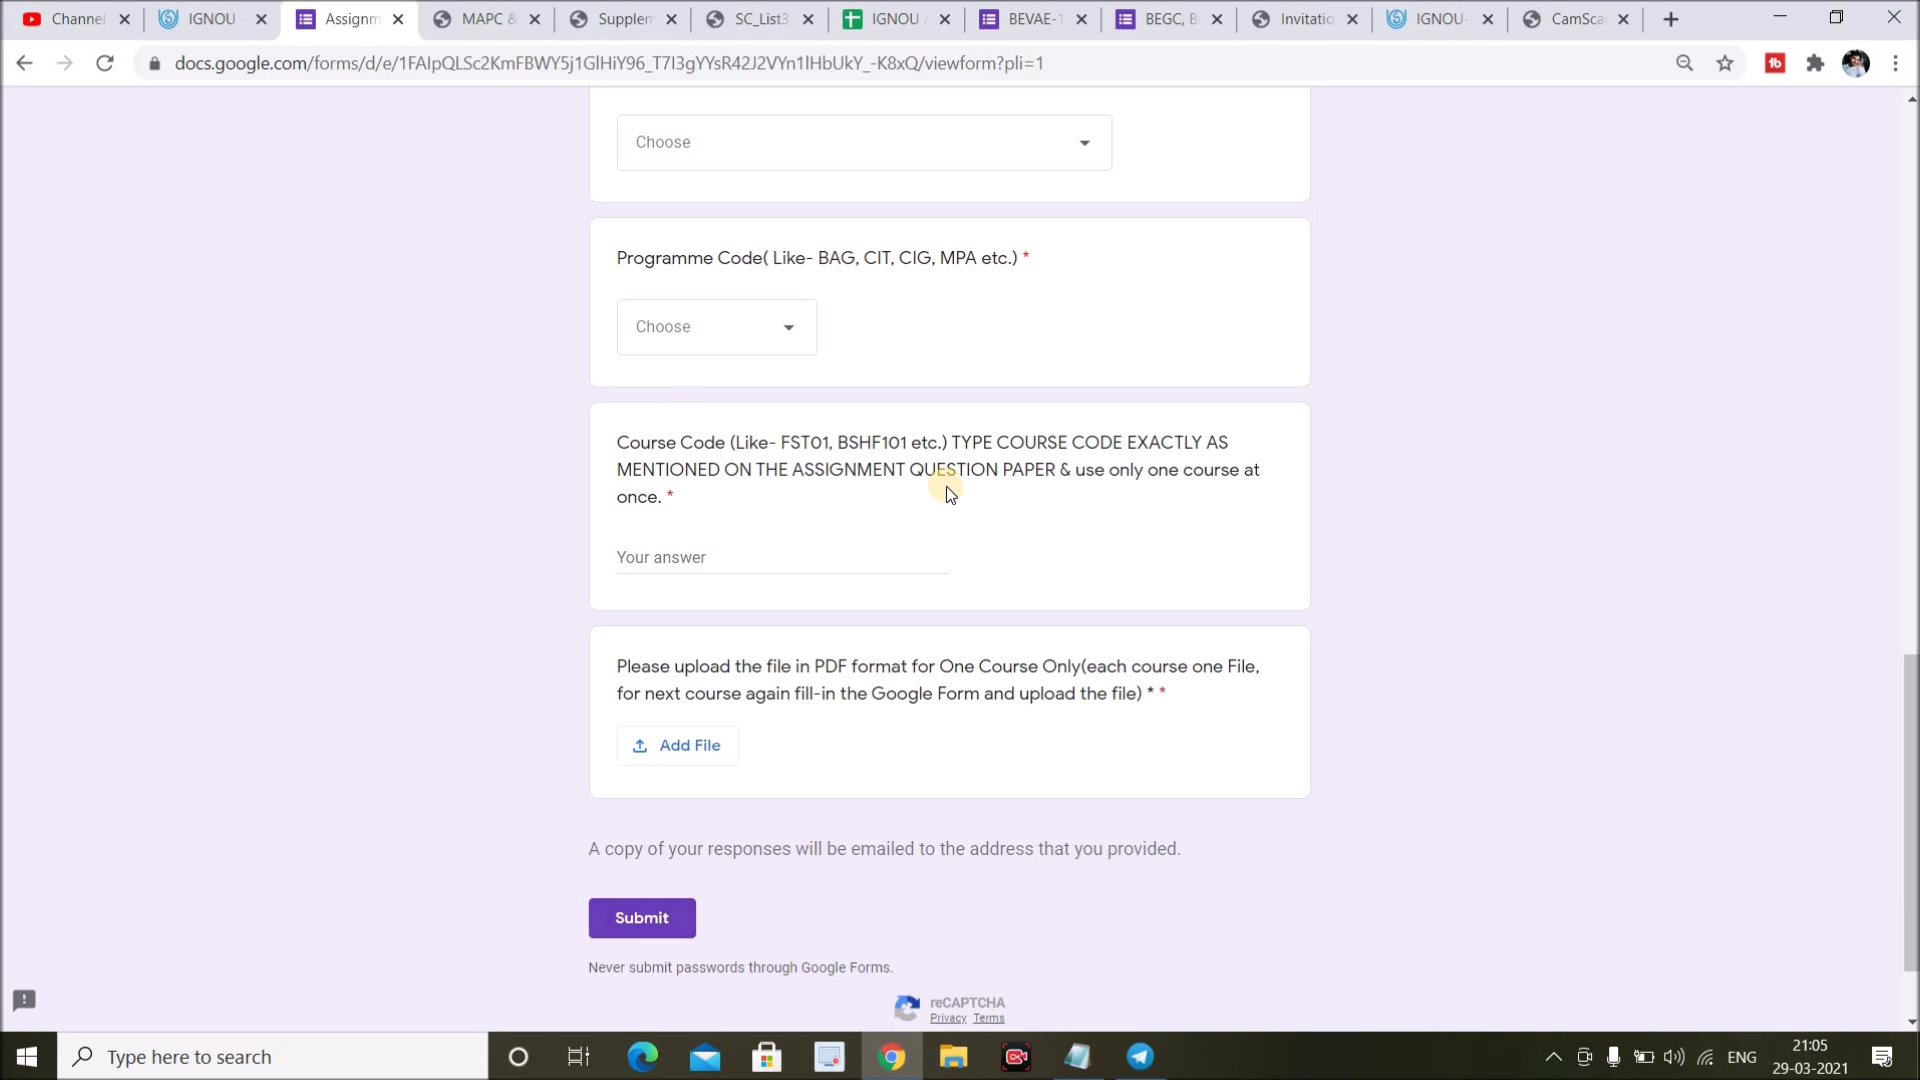 Channel
IGNOU
Assignm
MAPC &
Supplem
SC_List3
IGNOU
BEVAE-1
BEGC, B
Invitatio
IGNOU-
CamSca
docs.google.com/forms/d/e/1FAIpQLSc2KmFBWY5j1GlHiY96_T7I3gYYsR42J2VYn1lHbUkY_-K8xQ/viewform?pli=1
Choose
Programme Code( Like- BAG, CIT, CIG, MPA etc.) *
Choose
Course Code (Like- FST01, BSHF101 etc.) TYPE COURSE CODE EXACTLY AS
MENTIONED ON THE ASSIGNMENT QUESTION PAPER & use only one course at
once. *
Your answer
Please upload the file in PDF format for One Course Only(each course one File,
for next course again fill-in the Google Form and upload the file) * *
Add File
A copy of your responses will be emailed to the address that you provided.
Submit
Never submit passwords through Google Forms.
reCAPTCHA
Privacy Terms
Type here to search
ENG
21:05
29-03-2021